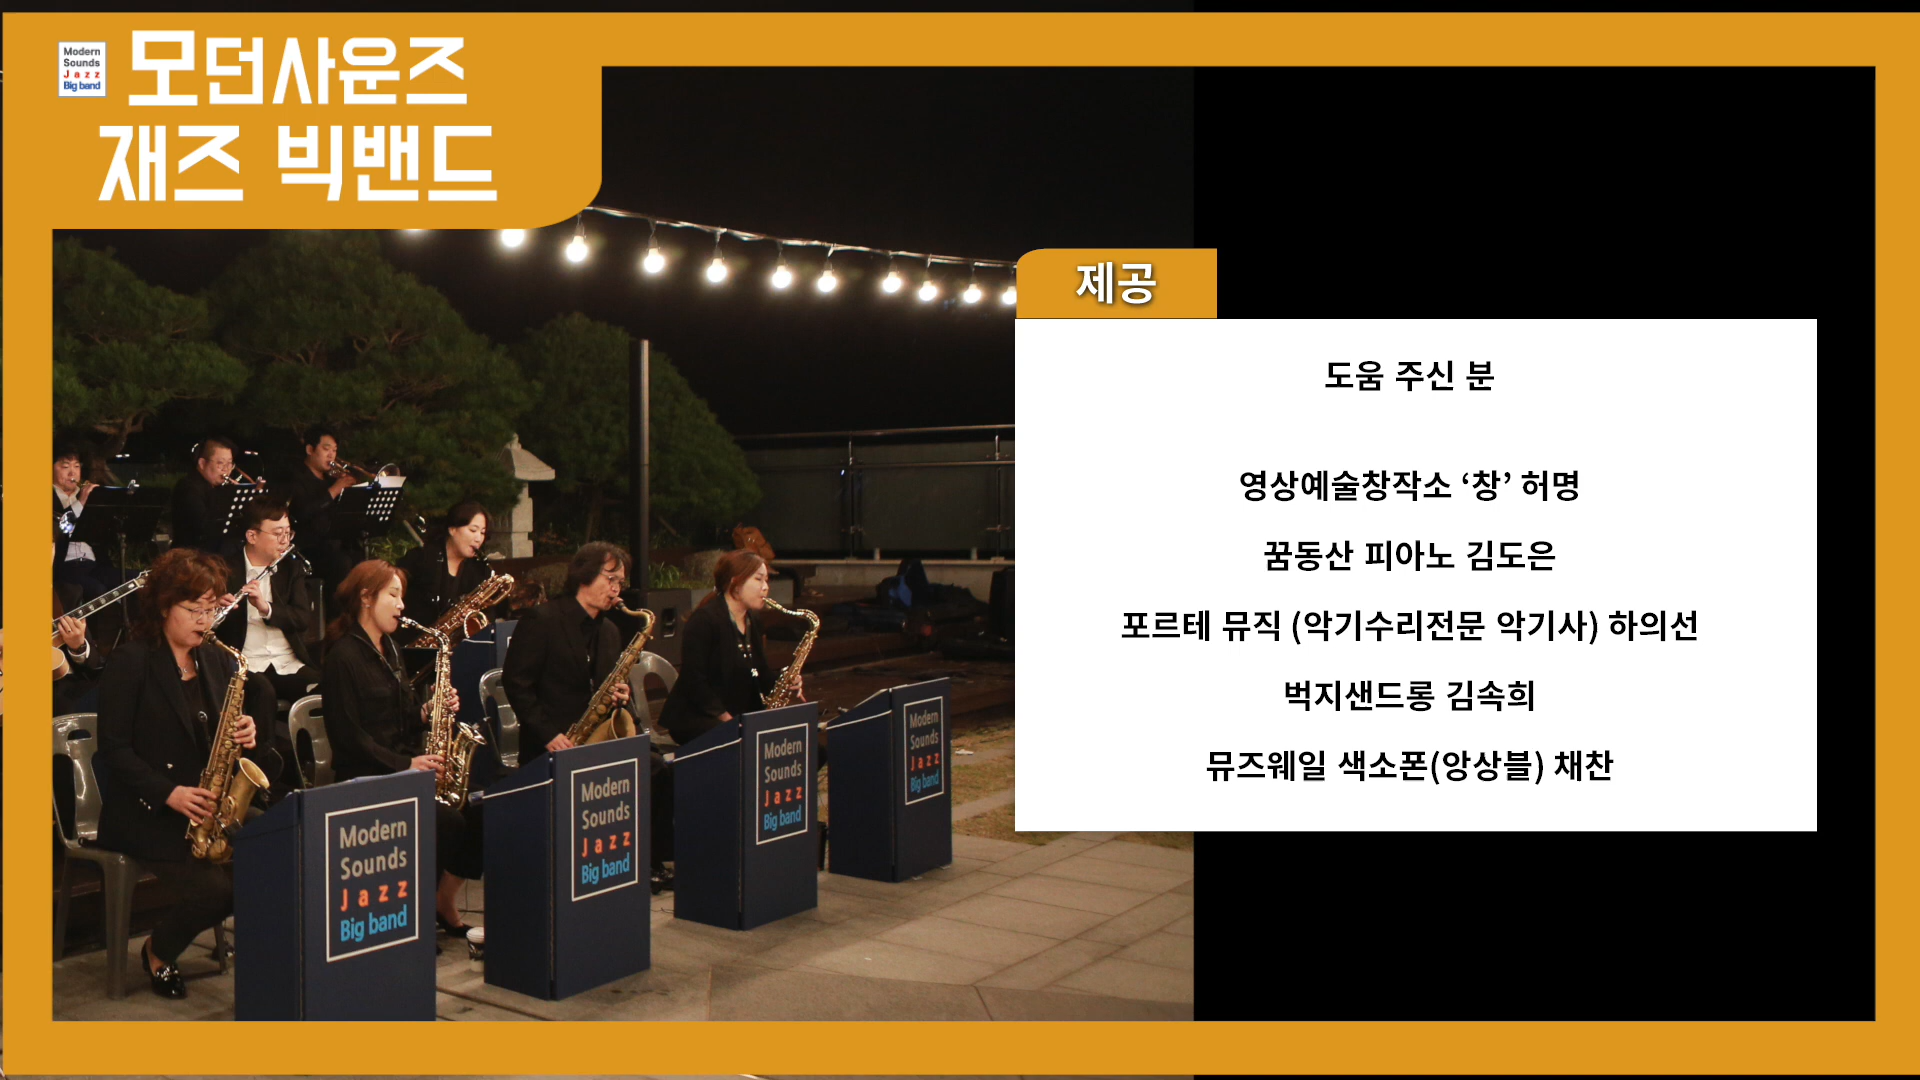 Modern
Sounds
Jazz
Big band
모던사운즈
재즈 빅밴드
제공
도움 주신 분
영상예술창작소 ‘창’ 허명
꿈동산 피아노 김도은
포르테 뮤직 (악기수리전문 악기사) 하의선
벅지샌드롱 김속희
뮤즈웨일 색소폰(앙상블) 채찬
Modern
Sounds
Jazz
Big band
Modern
Sounds
Jazz
Big band
Modern
Sounds
Jazz
Big band
Modern
Sounds
Jazz
Big band